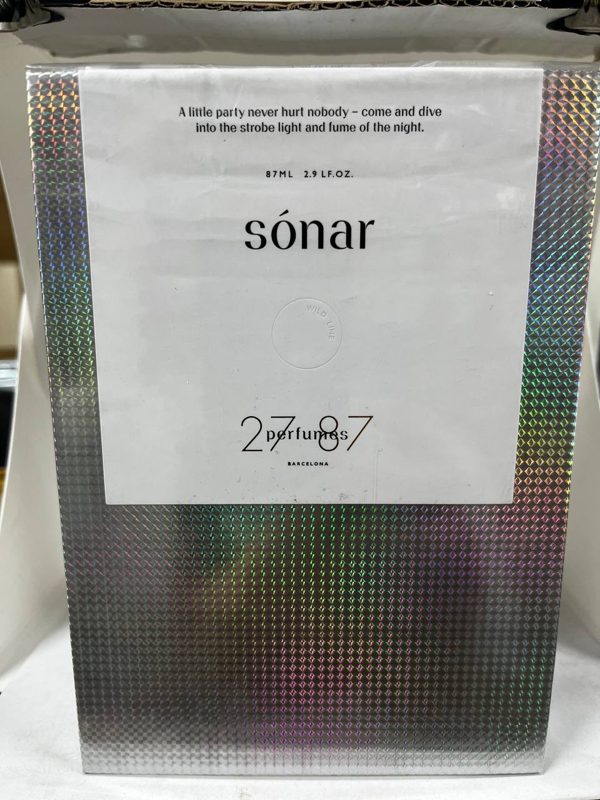 A little party never hurt nobody – come and dive
into the strobe light and fume of the night.
87ML 2.9 LF.OZ.
sónar
WILD LINE
27 87
perfumes
BARCELONA